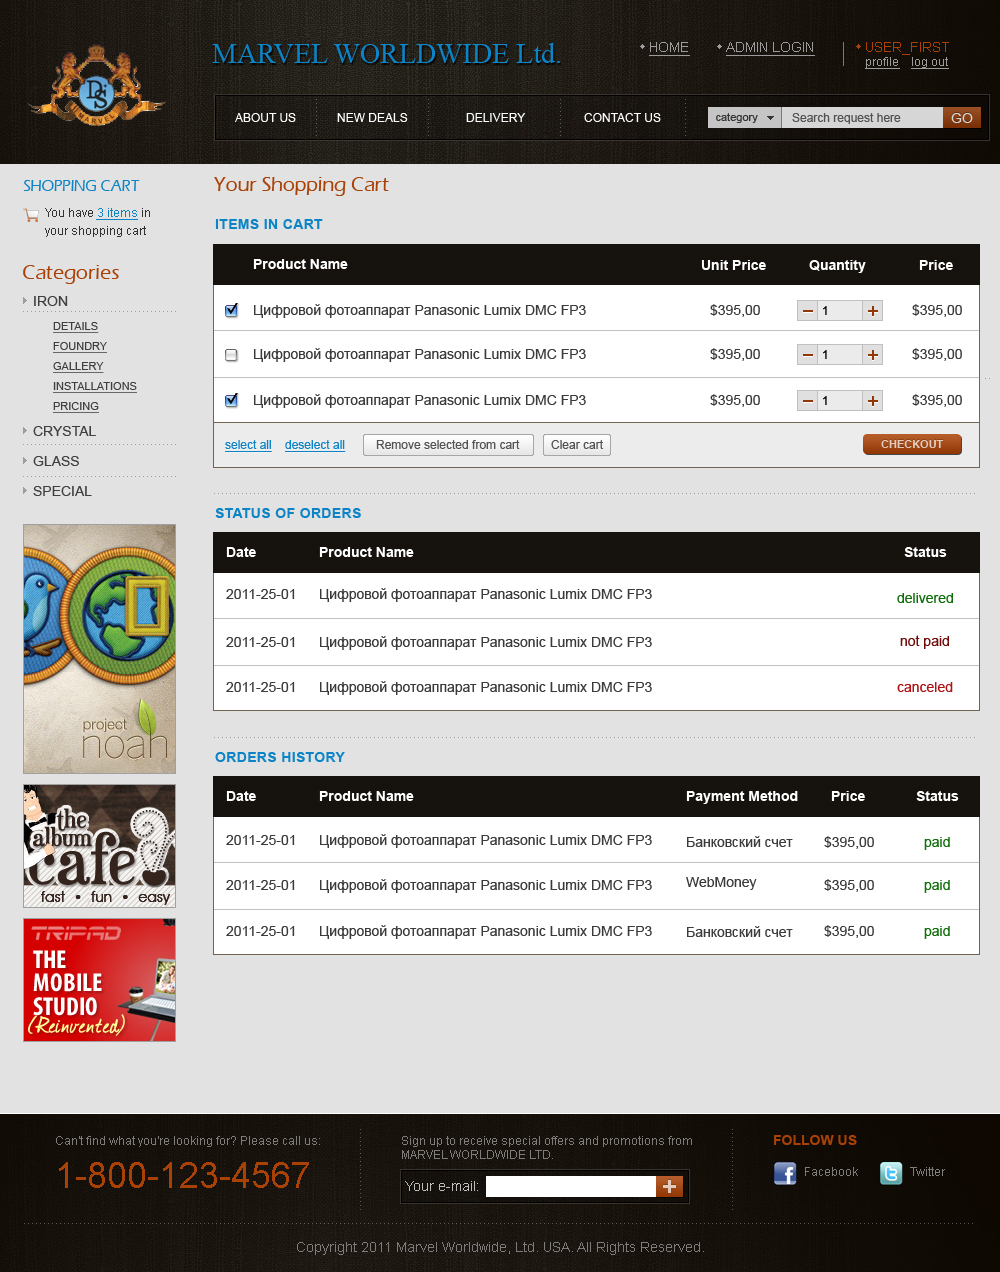 MARVEL WORLDWIDE Ltd.
HOME
ADMIN LOGIN
USER_FIRST
profile log out
DGS
MARVEL
ABOUT US
NEW DEALS
DELIVERY
CONTACT US
category
Search request here
GO
SHOPPING CART
You have 3 items in
your shopping cart
Categories
IRON
DETAILS
FOUNDRY
GALLERY
INSTALLATIONS
PRICING
CRYSTAL
GLASS
SPECIAL
project
noah
the
album
cafe
fast • fun • easy
TRIPAD
THE
MOBILE
STUDIO
(Reinvented)
Your Shopping Cart
ITEMS IN CART
Product Name Unit Price Quantity Price
Цифровой фотоаппарат Panasonic Lumix DMC FP3 $395,00 − 1 + $395,00
Цифровой фотоаппарат Panasonic Lumix DMC FP3 $395,00 − 1 + $395,00
Цифровой фотоаппарат Panasonic Lumix DMC FP3 $395,00 − 1 + $395,00
select all deselect all Remove selected from cart Clear cart CHECKOUT
STATUS OF ORDERS
Date Product Name Status
2011-25-01 Цифровой фотоаппарат Panasonic Lumix DMC FP3 delivered
2011-25-01 Цифровой фотоаппарат Panasonic Lumix DMC FP3 not paid
2011-25-01 Цифровой фотоаппарат Panasonic Lumix DMC FP3 canceled
ORDERS HISTORY
Date Product Name Payment Method Price Status
2011-25-01 Цифровой фотоаппарат Panasonic Lumix DMC FP3 Банковский счет $395,00 paid
2011-25-01 Цифровой фотоаппарат Panasonic Lumix DMC FP3 WebMoney $395,00 paid
2011-25-01 Цифровой фотоаппарат Panasonic Lumix DMC FP3 Банковский счет $395,00 paid
Can't find what you're looking for? Please call us:
1-800-123-4567
Sign up to receive special offers and promotions from
MARVEL WORLDWIDE LTD.
Your e-mail: +
FOLLOW US
Facebook
Twitter
Copyright 2011 Marvel Worldwide, Ltd. USA. All Rights Reserved.